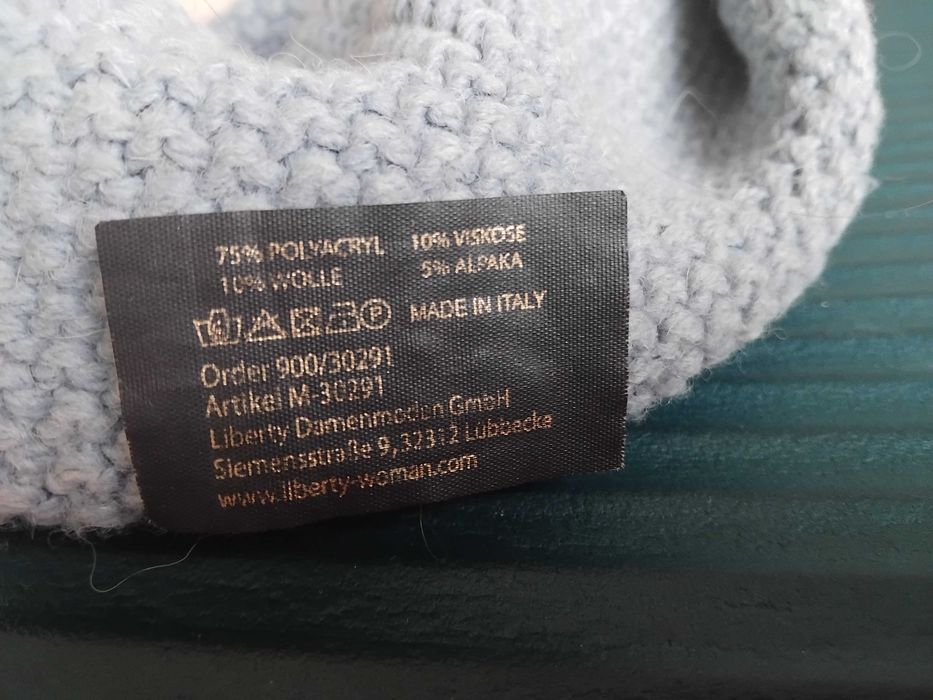 75% POLYACRYL 10% VISKOSE
10% WOLLE 5% ALPAKA
MADE IN ITALY
Order 900/30291
Artikel M-30291
Liberty Damenmoden GmbH
Siemensstraße 9, 32312 Lübbecke
www.liberty-woman.com